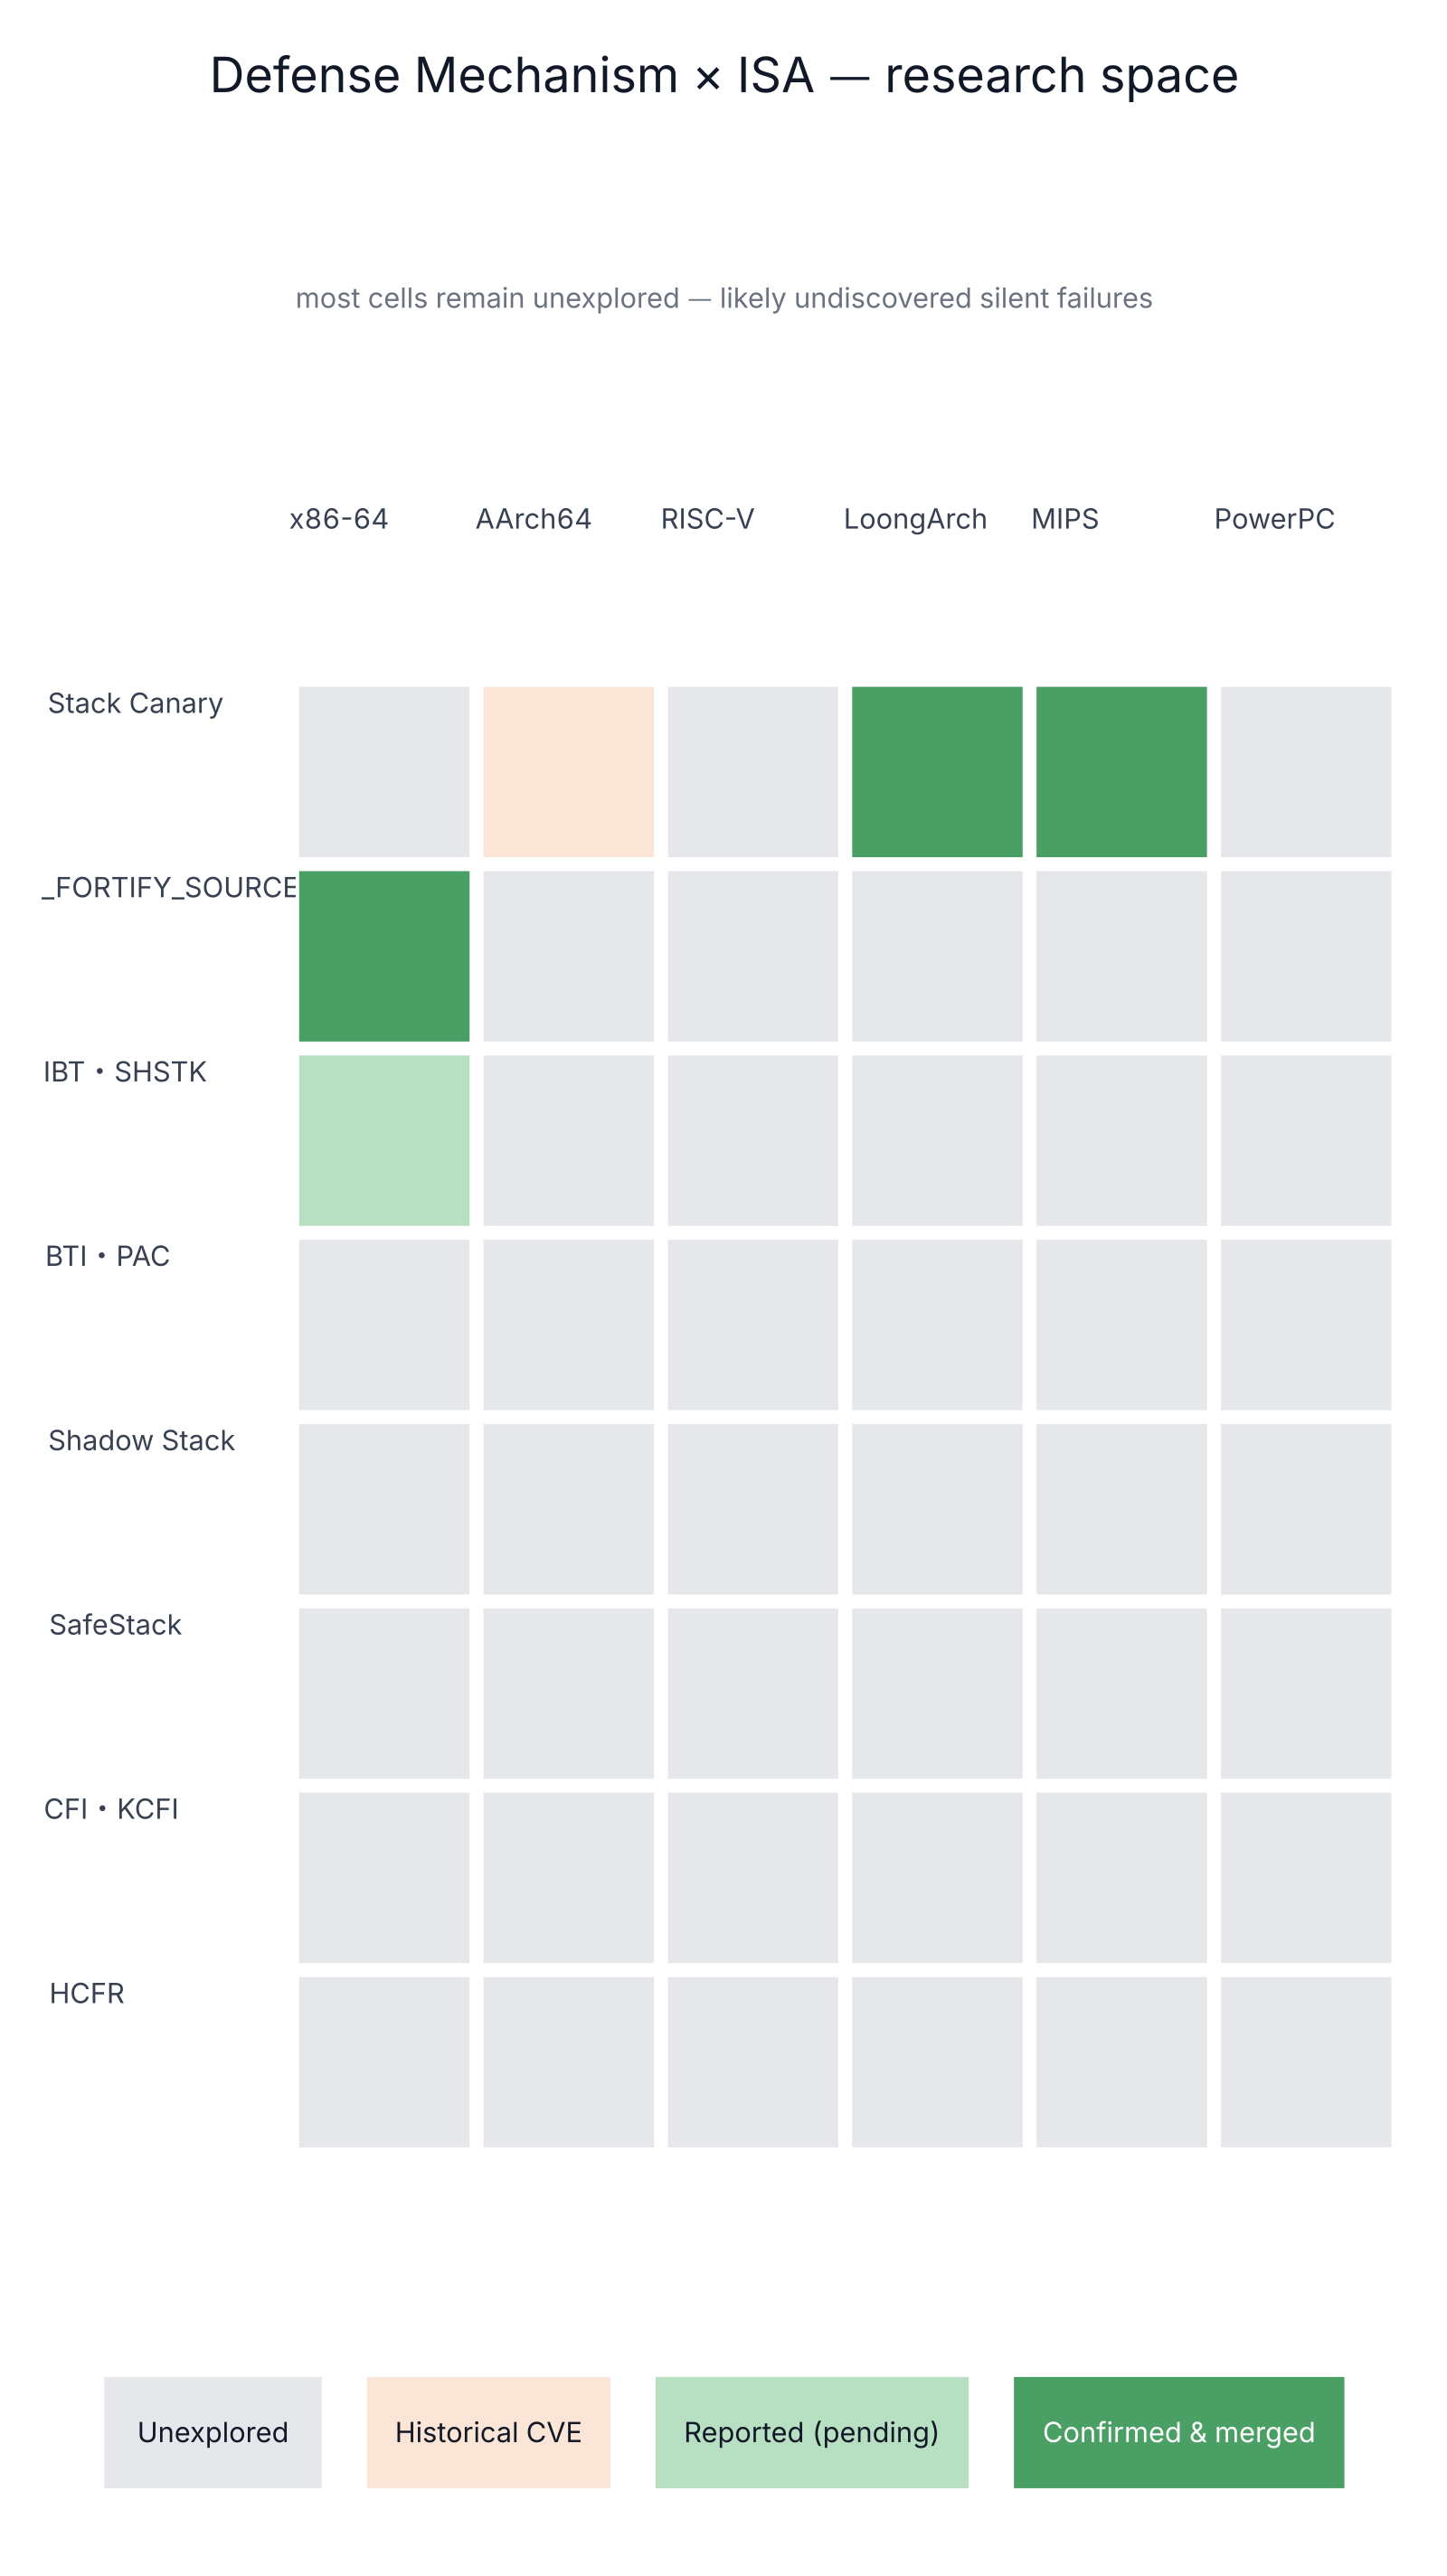 Defense Mechanism × ISA — research space
most cells remain unexplored — likely undiscovered silent failures
x86-64 AArch64 RISC-V LoongArch MIPS PowerPC
Stack Canary
_FORTIFY_SOURCE
IBT • SHSTK
BTI • PAC
Shadow Stack
SafeStack
CFI • KCFI
HCFR
Unexplored Historical CVE Reported (pending) Confirmed & merged